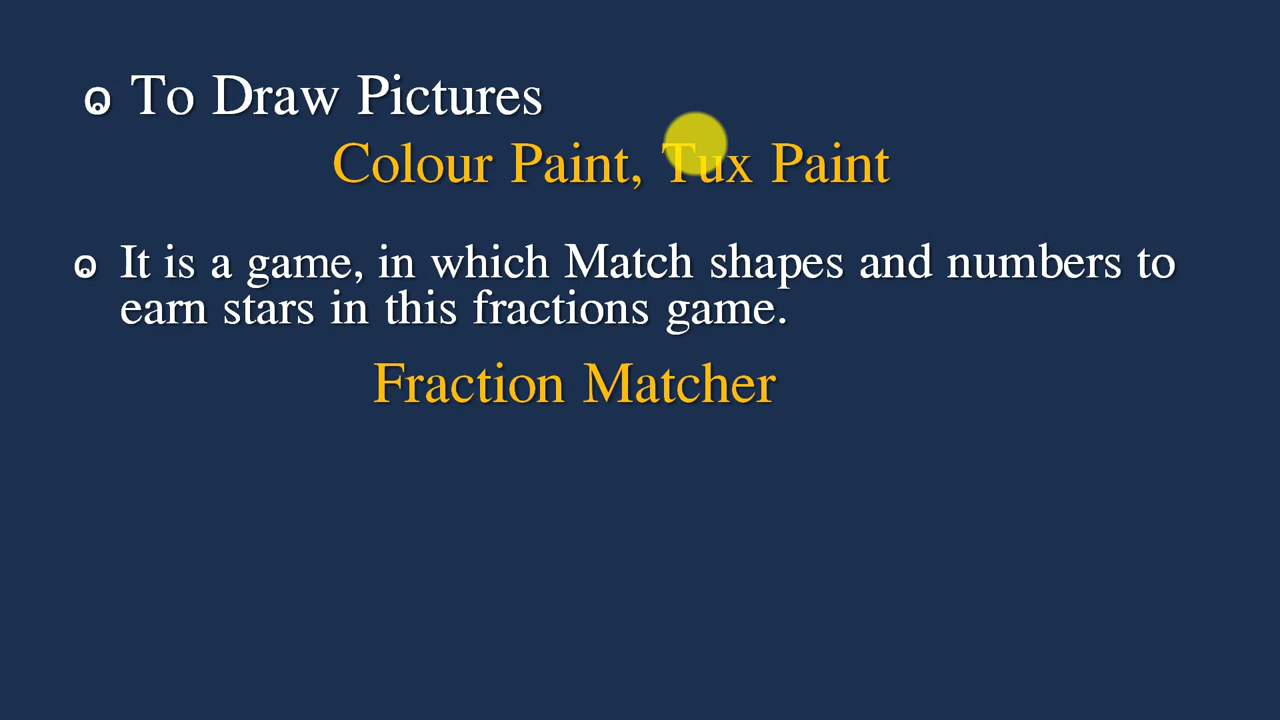 To Draw Pictures
Colour Paint, Tux Paint
It is a game, in which Match shapes and numbers to
earn stars in this fractions game.
Fraction Matcher